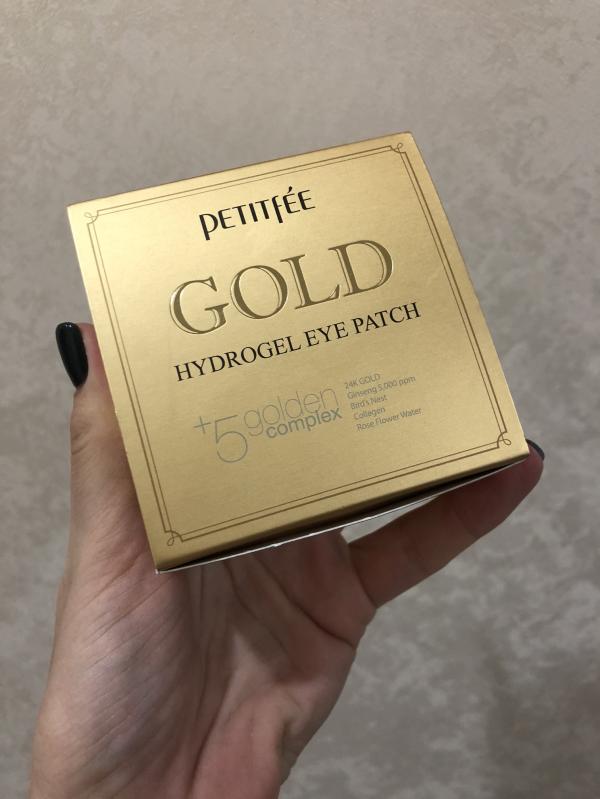 PETITFÉE
GOLD
HYDROGEL EYE PATCH
+5 golden complex
24K GOLD
Ginseng 5,000 ppm
Bird's Nest
Collagen
Rose Flower Water